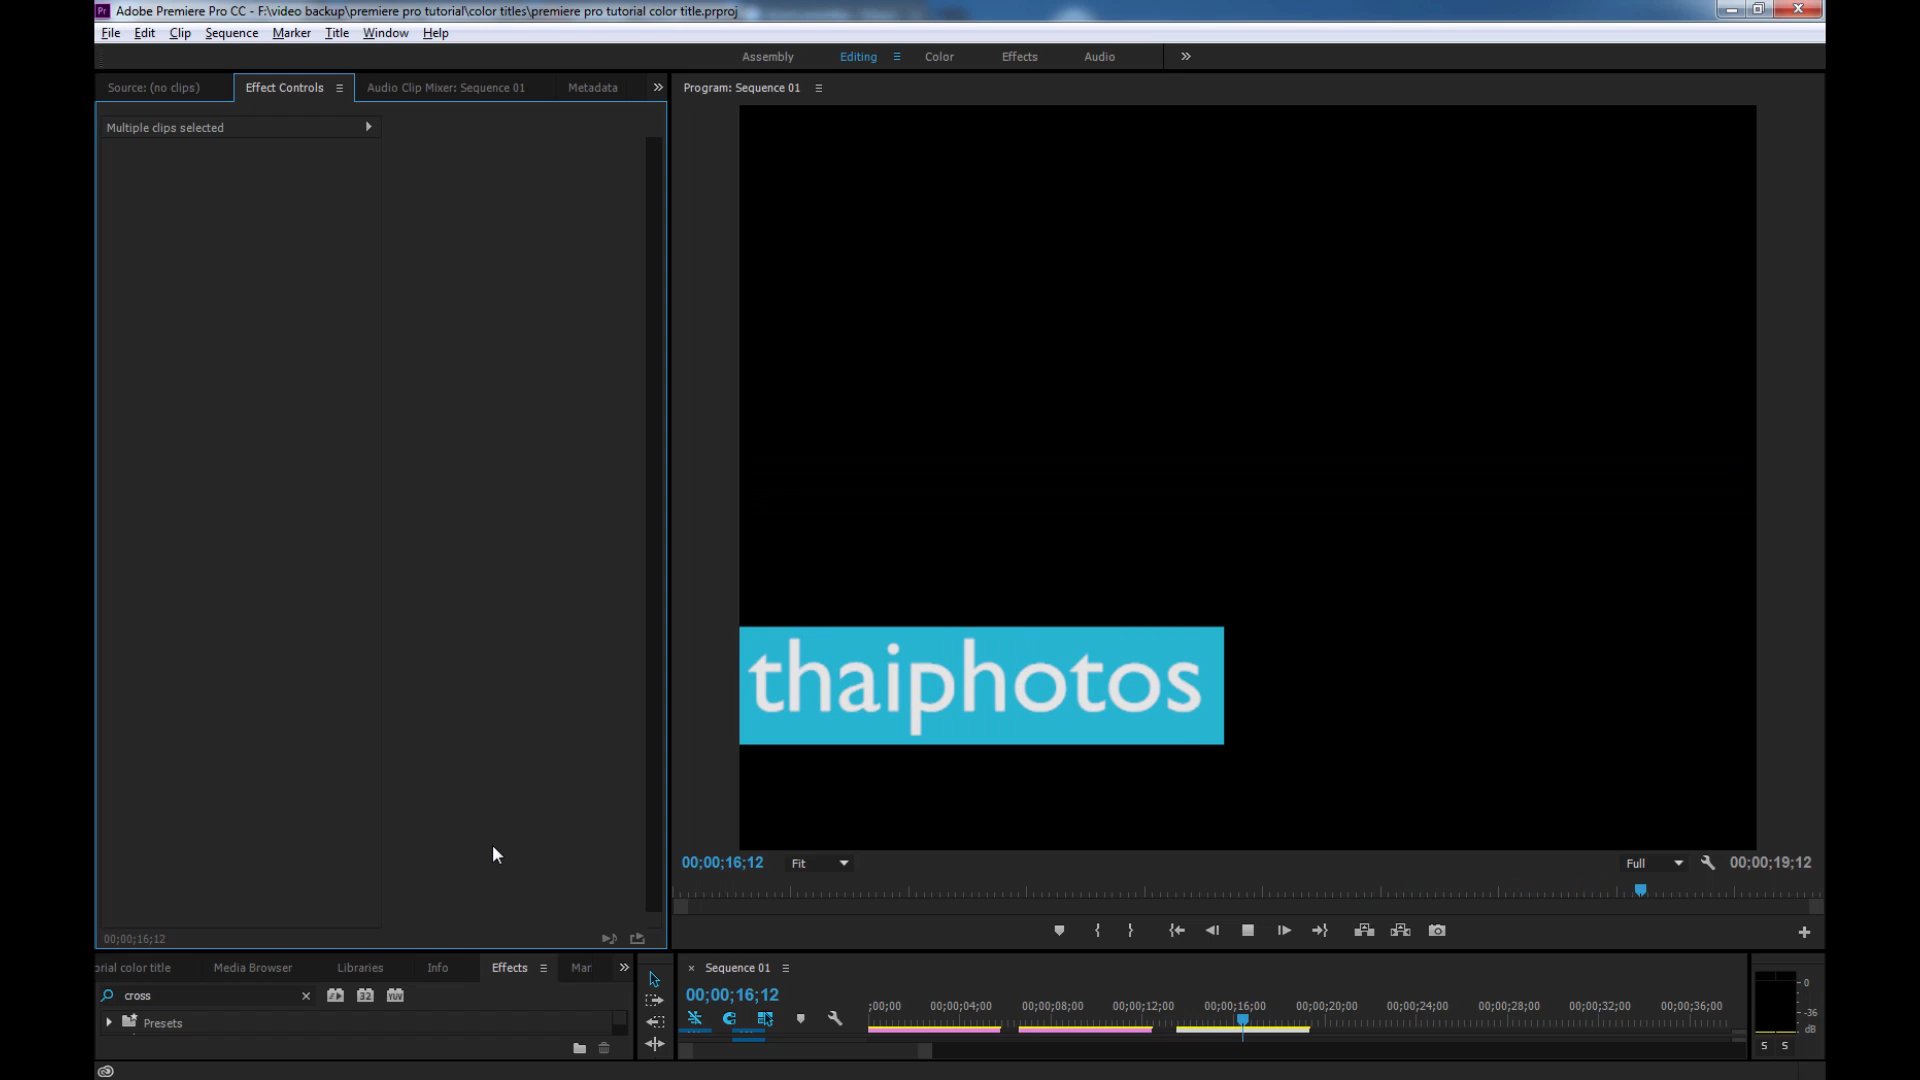 Adobe Premiere Pro CC - F:\video backup\premiere pro tutorial\color titles\premiere pro tutorial color title.prproj
File Edit Clip Sequence Marker Title Window Help
Assembly Editing Color Effects Audio
Source: (no clips) Effect Controls Audio Clip Mixer: Sequence 01 Metadata
Program: Sequence 01
Multiple clips selected
thaiphotos
00;00;16;12 Fit Full 00;00;19;12
00;00;16;12
orial color title Media Browser Libraries Info Effects Mar
× Sequence 01
cross
00;00;16;12
;00;00 00;00;04;00 00;00;08;00 00;00;12;00 00;00;16;00 00;00;20;00 00;00;24;00 00;00;28;00 00;00;32;00 00;00;36;00
32 YUV
Presets
0
-36
dB
S S